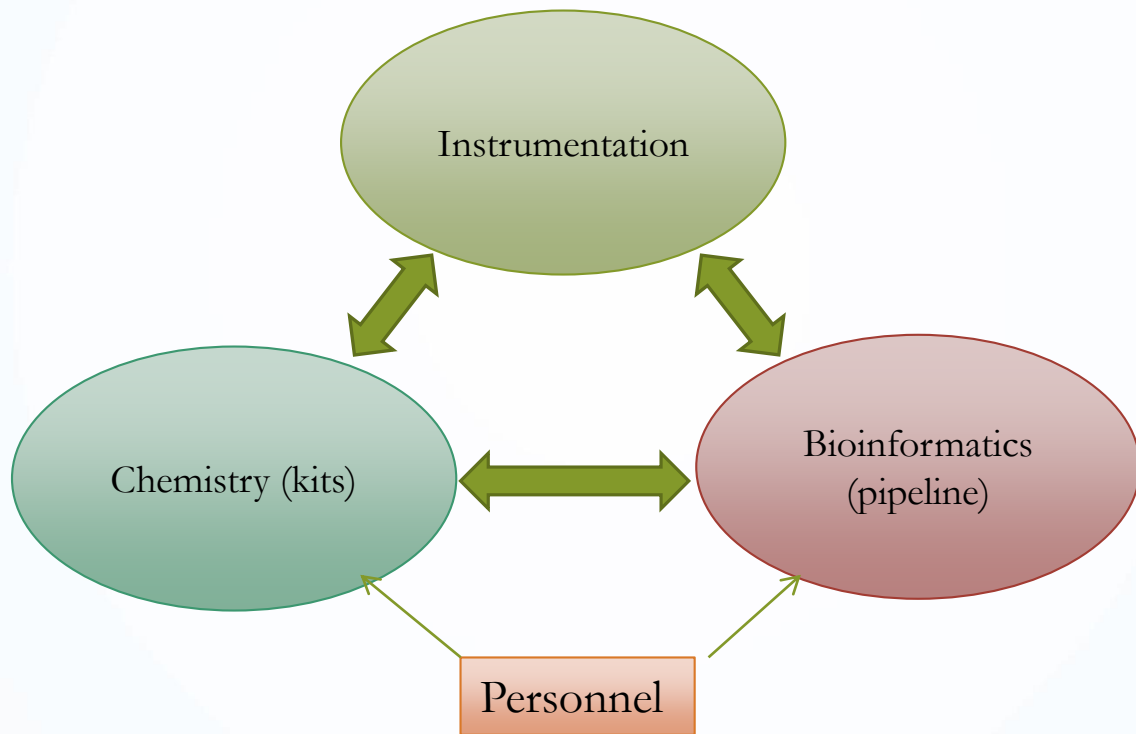 Instrumentation
Chemistry (kits)
Bioinformatics
(pipeline)
Personnel